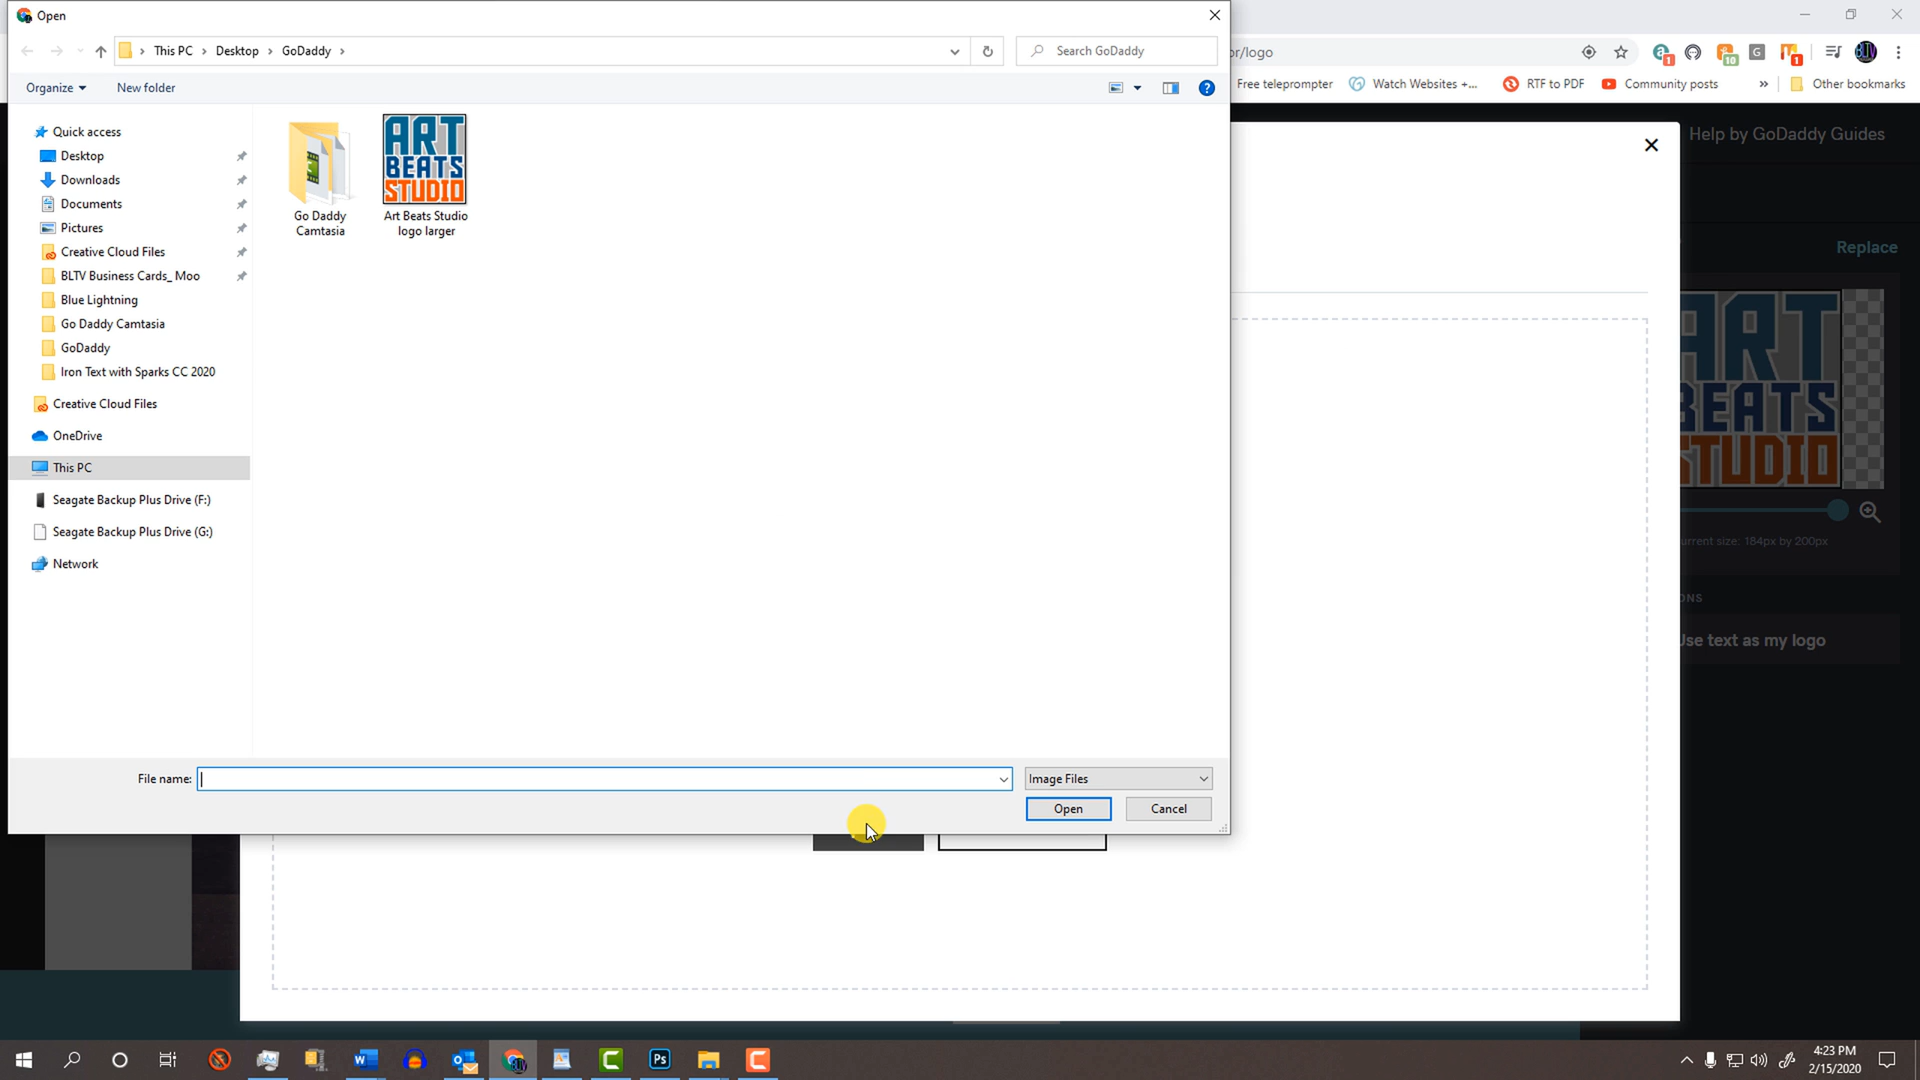 Open
This PC
Desktop
GoDaddy
Search GoDaddy
or/logo
Organize
New folder
Free teleprompter
Watch Websites +...
RTF to PDF
Community posts
»
Other bookmarks
Quick access
Desktop
Downloads
Documents
Pictures
Creative Cloud Files
BLTV Business Cards_ Moo
Blue Lightning
Go Daddy Camtasia
GoDaddy
Iron Text with Sparks CC 2020
Creative Cloud Files
OneDrive
This PC
Seagate Backup Plus Drive (F:)
Seagate Backup Plus Drive (G:)
Network
Go Daddy
Camtasia
ART
BEATS
STUDIO
Art Beats Studio
logo larger
Help by GoDaddy Guides
Replace
ART
BEATS
STUDIO
urrent size: 184px by 200px
ONS
Use text as my logo
File name:
Image Files
Open
Cancel
4:23 PM
2/15/2020